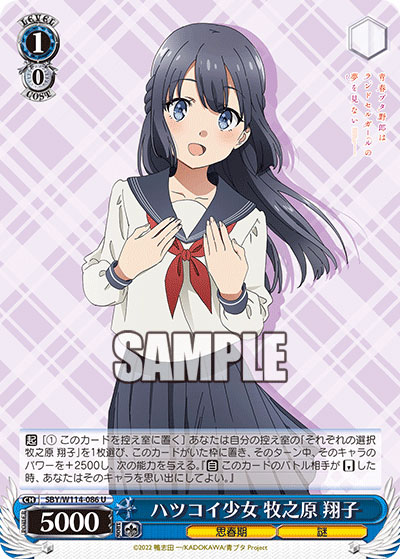 LEVEL
1
0
COST
青春ブタ野郎は
ランドセルガールの
夢を見ない
SAMPLE
起 [① このカードを控え室に置く] あなたは自分の控え室の「それぞれの選択
牧之原 翔子」を1枚選び、このカードがいた枠に置き、そのターン中、そのキャラの
パワーを+2500し、次の能力を与える。『自 このカードのバトル相手が した
時、あなたはそのキャラを思い出にしてよい。』
CH SBY/W114-086 U
5000
ハツコイ少女 牧之原 翔子
思春期
謎
©2022 鴨志田 一/KADOKAWA/青ブタ Project